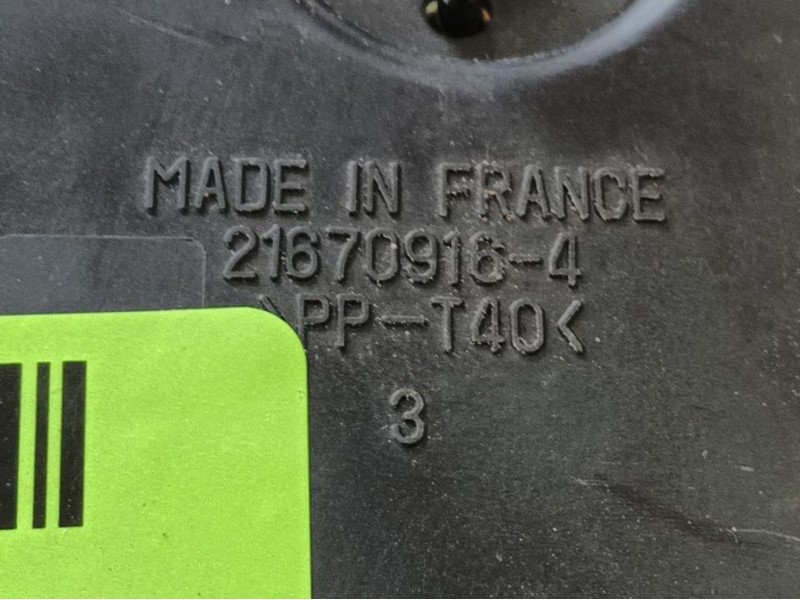 MADE IN FRANCE
21670916-4
>PP-T40<
3